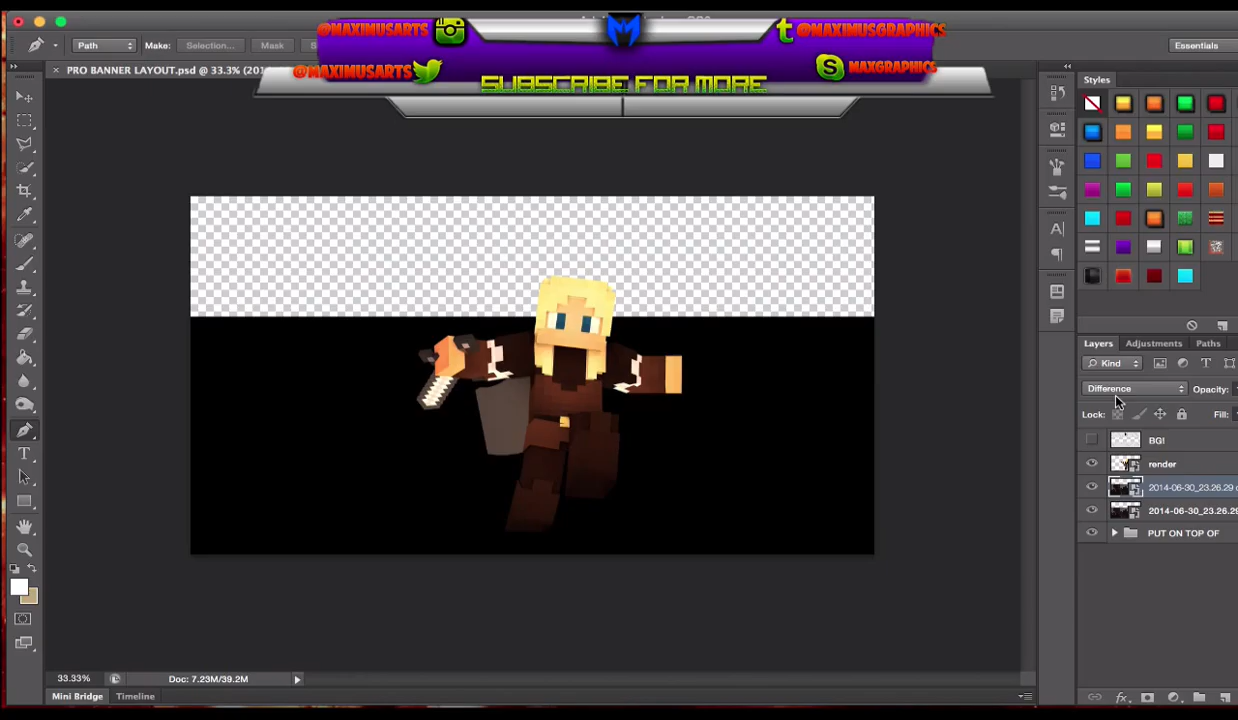 @MAXIMUSARTS
@MAXIMUSGRAPHICS
@MAXIMUSARTS
MAXGRAPHICS
SUBSCRIBE FOR MORE
Path
Make:
Selection...
Mask
Essentials
PRO BANNER LAYOUT.psd @ 33.3% (201
Styles
Layers
Adjustments
Paths
Kind
Difference
Opacity:
Lock:
Fill:
BG!
render
2014-06-30_23.26.29
2014-06-30_23.26.29
PUT ON TOP OF
33.33%
Doc: 7.23M/39.2M
Mini Bridge
Timeline